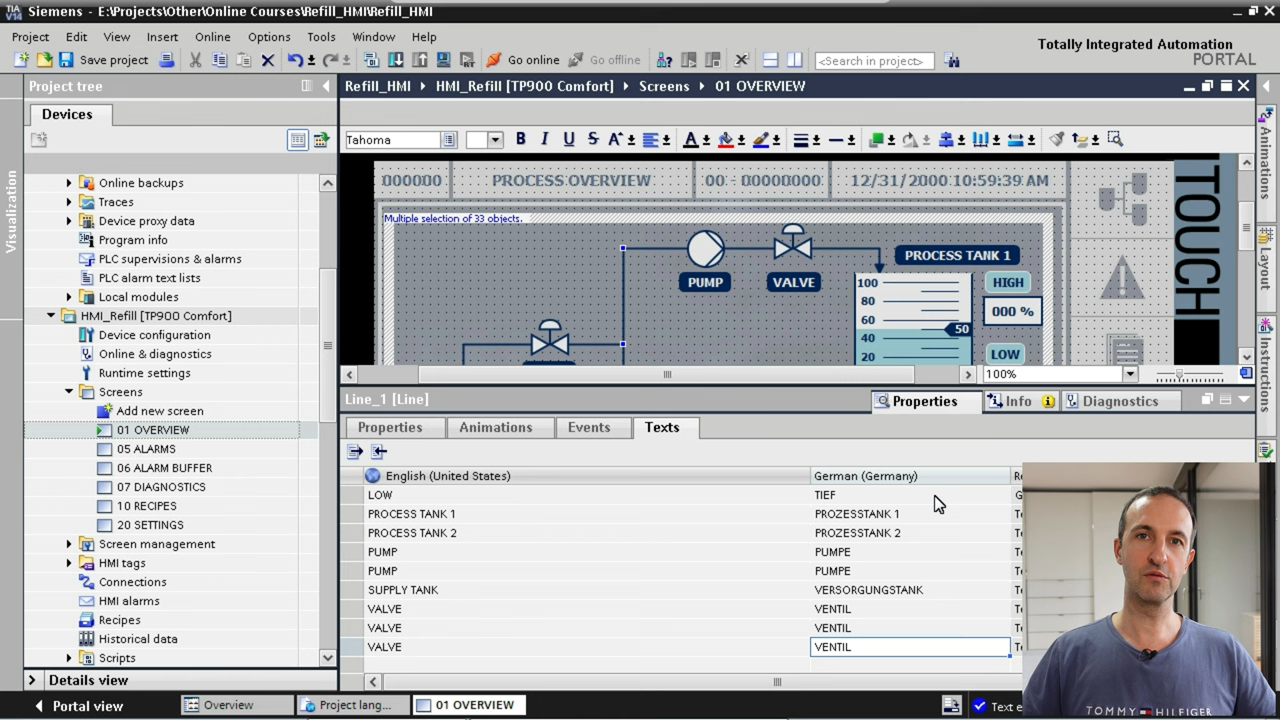 TIA V14 Siemens - E:\Projects\Other\Online Courses\Refill_HMI\Refill_HMI
Project Edit View Insert Online Options Tools Window Help
Save project Go online Go offline <Search in project>
Totally Integrated Automation
PORTAL
Project tree
Devices
Visualization
Online backups
Traces
Device proxy data
Program info
PLC supervisions & alarms
PLC alarm text lists
Local modules
HMI_Refill [TP900 Comfort]
Device configuration
Online & diagnostics
Runtime settings
Screens
Add new screen
01 OVERVIEW
05 ALARMS
06 ALARM BUFFER
07 DIAGNOSTICS
10 RECIPES
20 SETTINGS
Screen management
HMI tags
Connections
HMI alarms
Recipes
Historical data
Scripts
Details view
Refill_HMI HMI_Refill [TP900 Comfort] Screens 01 OVERVIEW
Tahoma B I U S A A
000000 PROCESS OVERVIEW 00 - 00000000 12/31/2000 10:59:39 AM
Multiple selection of 33 objects.
PUMP VALVE
PROCESS TANK 1
100
80
60
40
20
50
HIGH
000 %
LOW
TOUCH
100%
Line_1 [Line]
Properties Info Diagnostics
Properties Animations Events Texts
English (United States) German (Germany)
LOW TIEF
PROCESS TANK 1 PROZESSTANK 1
PROCESS TANK 2 PROZESSTANK 2
PUMP PUMPE
PUMP PUMPE
SUPPLY TANK VERSORGUNGSTANK
VALVE VENTIL
VALVE VENTIL
VALVE VENTIL
Animations
Layout
Instructions
TOMMY HILFIGER
Portal view Overview Project lang... 01 OVERVIEW